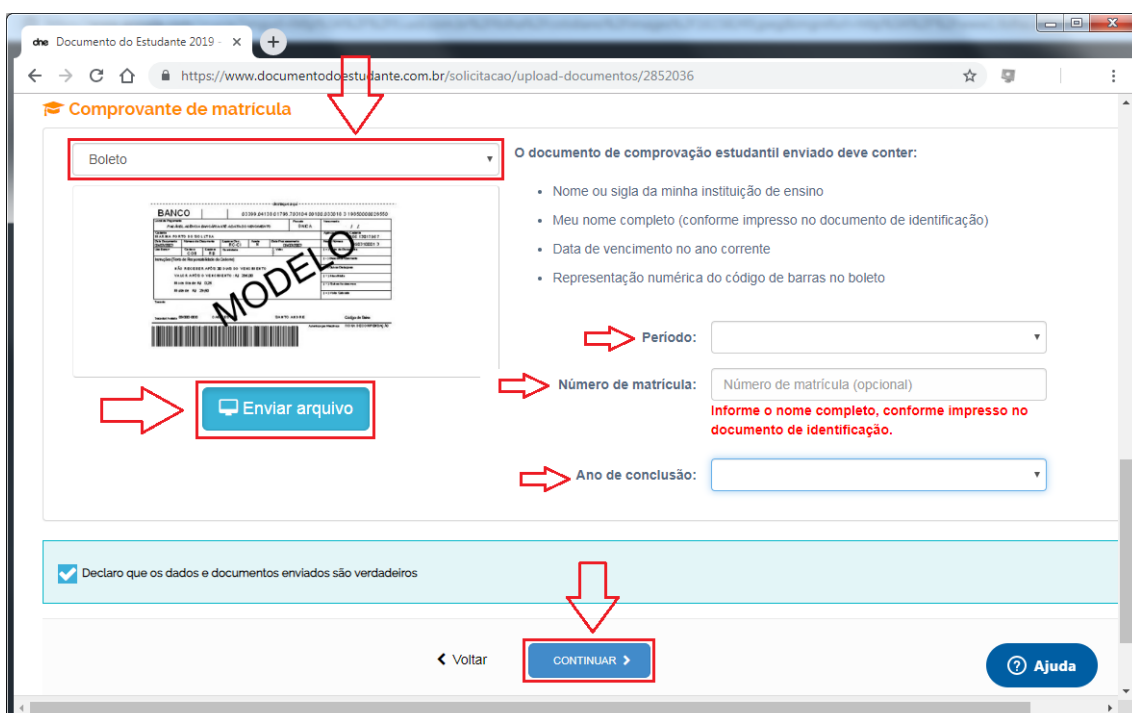 dne Documento do Estudante 2019 -
https://www.documentodoestudante.com.br/solicitacao/upload-documentos/2852036
Comprovante de matrícula
Boleto
BANCO
MODELO
Enviar arquivo
O documento de comprovação estudantil enviado deve conter:
• Nome ou sigla da minha instituição de ensino
• Meu nome completo (conforme impresso no documento de identificação)
• Data de vencimento no ano corrente
• Representação numérica do código de barras no boleto
Período:
Número de matrícula: Número de matrícula (opcional)
Informe o nome completo, conforme impresso no
documento de identificação.
Ano de conclusão:
Declaro que os dados e documentos enviados são verdadeiros
Voltar CONTINUAR
Ajuda